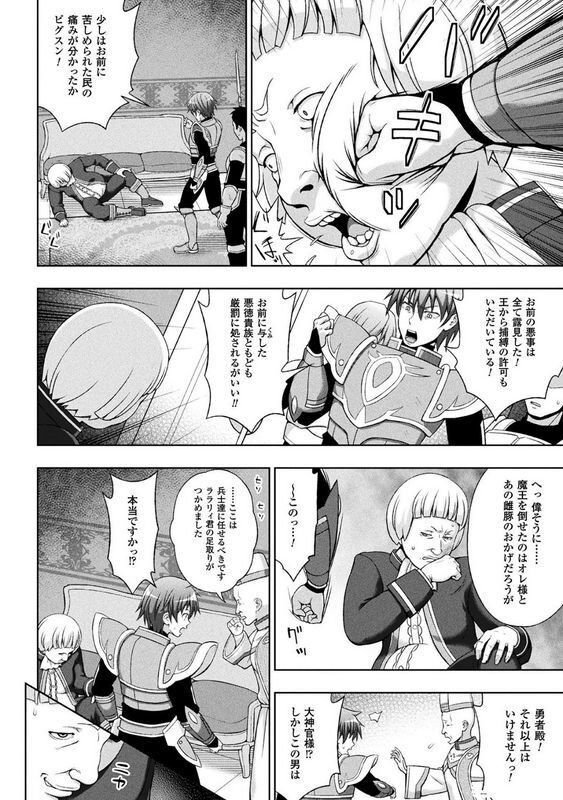 バキィ
少しはお前に
苦しめられた民の
痛みが分かったか
ビグスン！
お前の悪事は
全て露見した！
王から捕縛の許可も
いただいている！
お前に与した
悪徳貴族ともども
厳罰に処されるがいい!!
へっ 偉そうに……
魔王を倒せたのはオレ様と
あの雌豚のおかげだろうが
～このっ…！
グッ
勇者殿！
それ以上は
いけませんっ！
大神官様!?
しかしこの男は
……ここは
兵士達に任せるべきです
ララリィ君の足取りが
つかめました
本当ですかっ!?
ニヤ